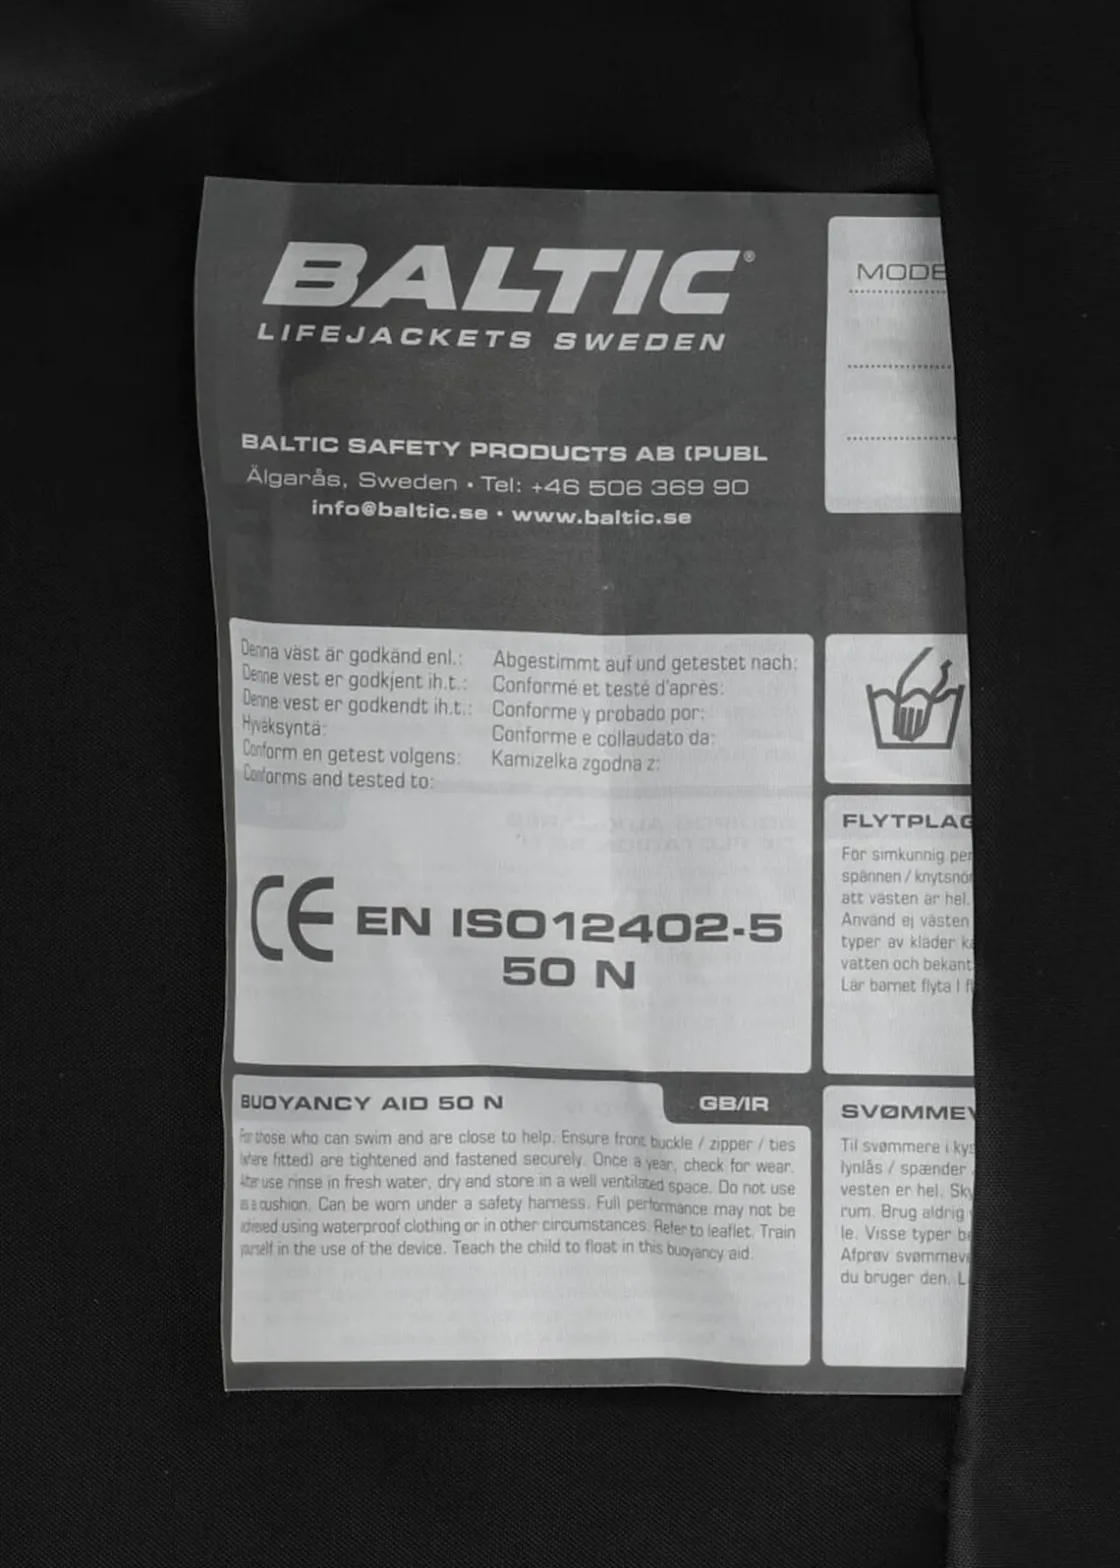 BALTIC®
LIFEJACKETS SWEDEN
BALTIC SAFETY PRODUCTS AB (PUBL
Älgarås, Sweden • Tel: +46 506 369 90
info@baltic.se • www.baltic.se
Denna väst är godkänd enl.:
Denne vest er godkjent ih.t.:
Denne vest er godkendt ih.t.:
Hyväksyntä:
Conform en getest volgens:
Conforms and tested to:
Abgestimmt auf und getestet nach:
Conformé et testé d'après:
Conforme y probado por:
Conforme e collaudato da:
Kamizelka zgodna z:
CE EN ISO12402-5
50 N
BUOYANCY AID 50 N
GB/IR
For those who can swim and are close to help. Ensure front buckle / zipper / ties
(where fitted) are tightened and fastened securely. Once a year, check for wear.
After use rinse in fresh water, dry and store in a well ventilated space. Do not use
as a cushion. Can be worn under a safety harness. Full performance may not be
achieved using waterproof clothing or in other circumstances. Refer to leaflet. Train
yourself in the use of the device. Teach the child to float in this buoyancy aid.
MODE
FLYTPLAG
För simkunnig per
spännen / knytsnör
att västen är hel.
Använd ej västen
typer av kläder ka
vatten och bekant
Lär barnet flyta I f
SVØMMEV
Til svømmere i kys
lynlås / spænder
vesten er hel. Sky
rum. Brug aldrig
le. Visse typer be
Afprøv svømmeve
du bruger den. L